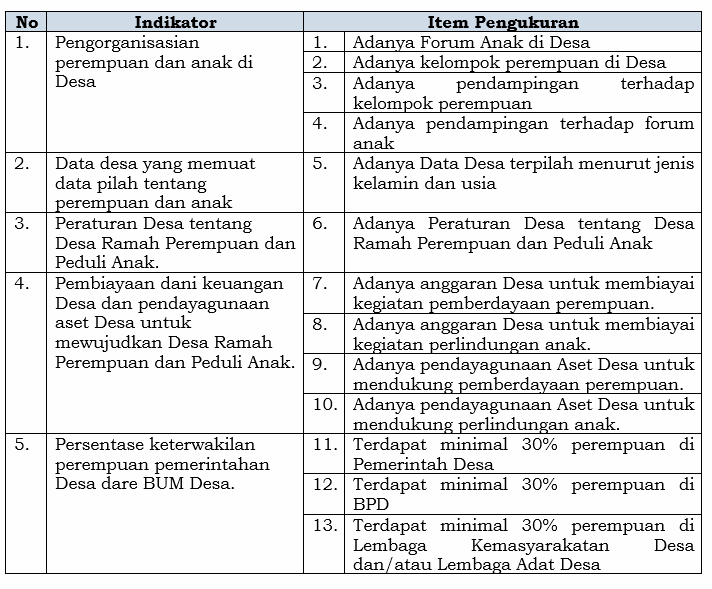 No Indikator Item Pengukuran
1. Pengorganisasian perempuan dan anak di Desa
1. Adanya Forum Anak di Desa
2. Adanya kelompok perempuan di Desa
3. Adanya pendampingan terhadap kelompok perempuan
4. Adanya pendampingan terhadap forum anak
2. Data desa yang memuat data pilah tentang perempuan dan anak
5. Adanya Data Desa terpilah menurut jenis kelamin dan usia
3. Peraturan Desa tentang Desa Ramah Perempuan dan Peduli Anak.
6. Adanya Peraturan Desa tentang Desa Ramah Perempuan dan Peduli Anak
4. Pembiayaan dani keuangan Desa dan pendayagunaan aset Desa untuk mewujudkan Desa Ramah Perempuan dan Peduli Anak.
7. Adanya anggaran Desa untuk membiayai kegiatan pemberdayaan perempuan.
8. Adanya anggaran Desa untuk membiayai kegiatan perlindungan anak.
9. Adanya pendayagunaan Aset Desa untuk mendukung pemberdayaan perempuan.
10. Adanya pendayagunaan Aset Desa untuk mendukung perlindungan anak.
5. Persentase keterwakilan perempuan pemerintahan Desa dare BUM Desa.
11. Terdapat minimal 30% perempuan di Pemerintah Desa
12. Terdapat minimal 30% perempuan di BPD
13. Terdapat minimal 30% perempuan di Lembaga Kemasyarakatan Desa dan/atau Lembaga Adat Desa